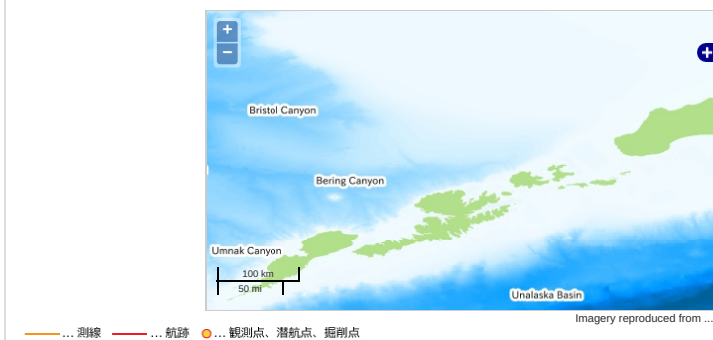 +
−
+
Bristol Canyon
Bering Canyon
Umnak Canyon
100 km
50 mi
Unalaska Basin
Imagery reproduced from ...
... 測線 ... 航跡 ... 観測点、潜航点、掘削点